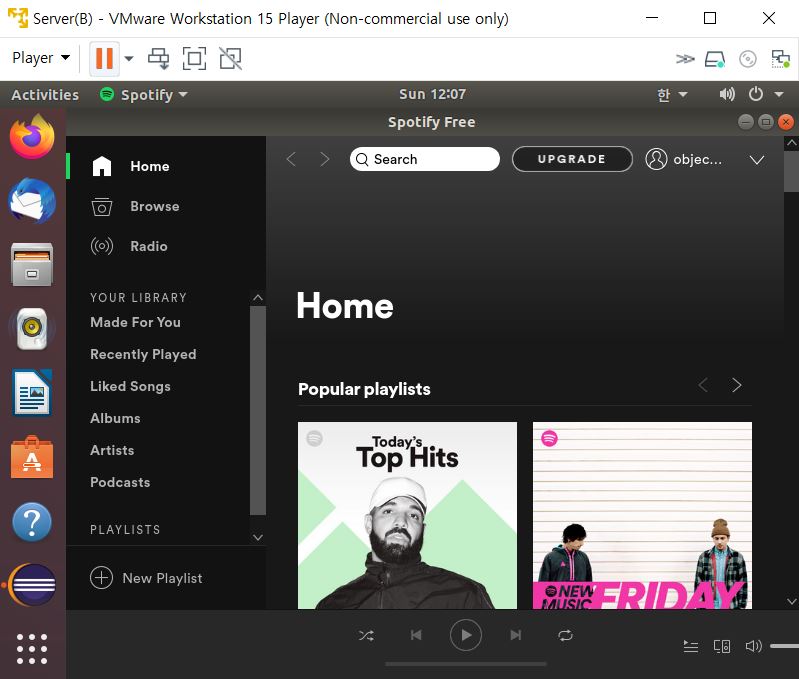 Server(B) - VMware Workstation 15 Player (Non-commercial use only)
Player
Activities Spotify Sun 12:07 한
Spotify Free
Home
Browse
Radio
YOUR LIBRARY
Made For You
Recently Played
Liked Songs
Albums
Artists
Podcasts
PLAYLISTS
New Playlist
Search UPGRADE objec...
Home
Popular playlists
Today's
Top Hits
NEW
MUSIC
FRIDAY